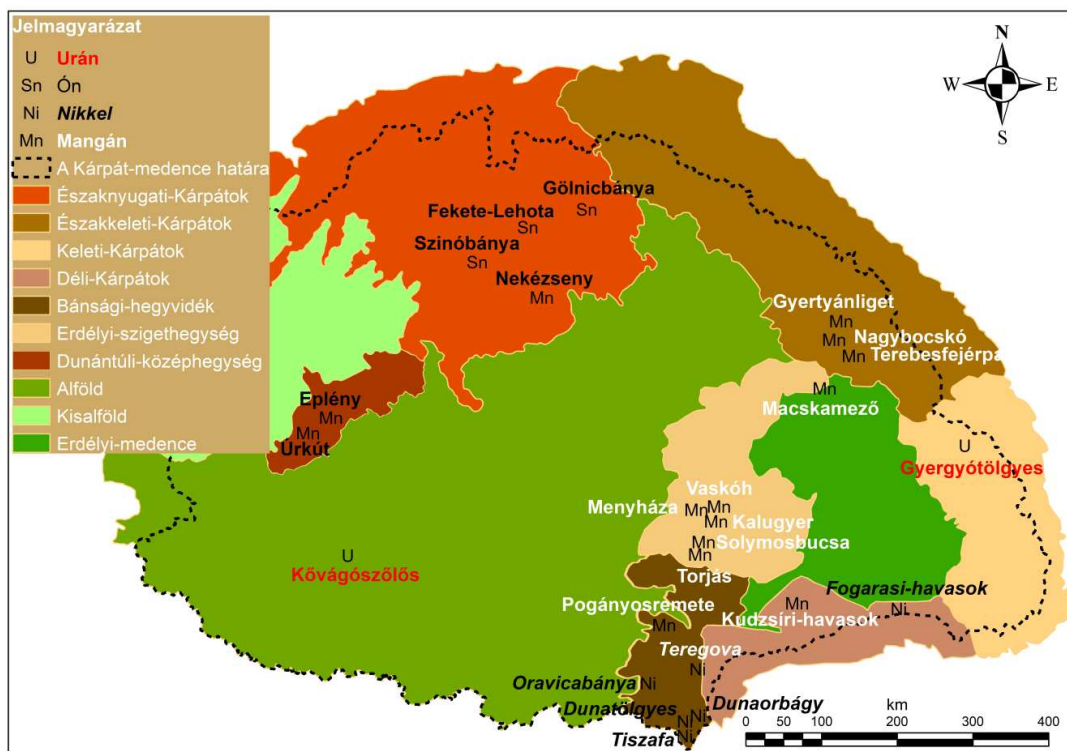 Jelmagyarázat
U Urán
Sn Ón
Ni Nikkel
Mn Mangán
A Kárpát-medence határa
Északnyugati-Kárpátok
Északkeleti-Kárpátok
Keleti-Kárpátok
Déli-Kárpátok
Bánsági-hegyvidék
Erdélyi-szigethegység
Dunántúli-középhegység
Alföld
Kisalföld
Erdélyi-medence
N
W E
S
Gölnicbánya
Sn
Fekete-Lehota
Sn
Szinóbánya
Sn
Nekézseny
Mn
Gyertyánliget
Mn
Nagybocskó
Mn
Terebesfejérpa
Mn
Mn
Macskamező
Eplény
Mn
Mn
Úrkút
U
Gyergyótölgyes
Vaskóh
Menyháza Mn Mn
Mn Kalugyer
Mn Solymosbucsa
Mn
U
Kővágószőlős
Torjás
Fogarasi-havasok
Pogányosremete
Mn Ni
Kudzsíri-havasok
Mn
Teregova
Ni
Oravicabánya Ni
Dunatölgyes
Dunaorbágy
Ni
Ni
Tiszafa Ni
km
0 50 100 200 300 400